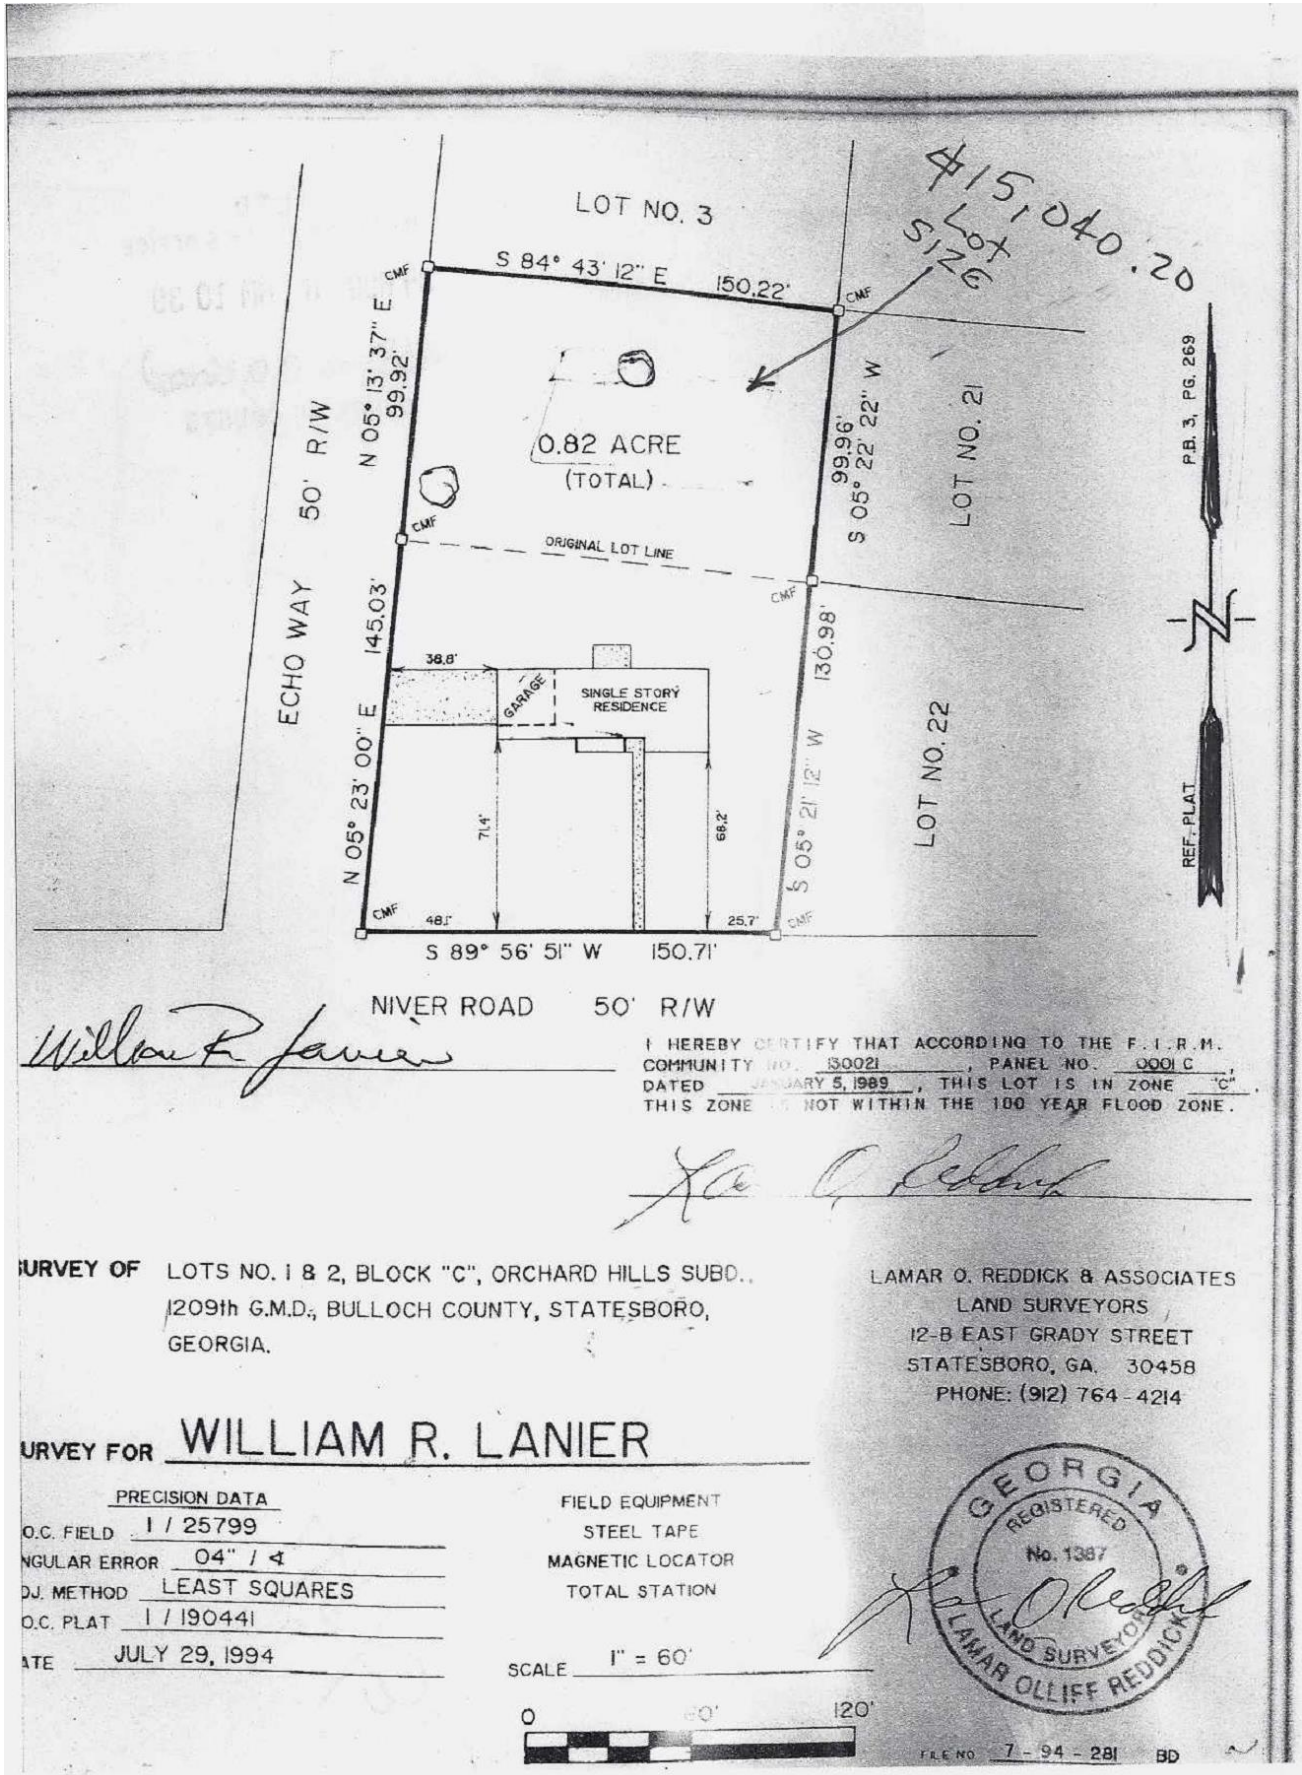 LOT NO. 3
$15,040.20
Lot
SIZE
CMF
S 84° 43' 12" E 150.22'
CMF
N 05° 13' 37" E
99.92'
ECHO WAY 50' R/W
0.82 ACRE
(TOTAL)
99.96'
S 05° 22' 22" W
LOT NO. 21
P.B. 3, PG. 269
REF. PLAT
CMF
ORIGINAL LOT LINE
CMF
N 05° 23' 00" E 145.03'
38.8'
GARAGE
SINGLE STORY
RESIDENCE
S 05° 21' 12" W 130.98'
LOT NO. 22
71.4'
68.2'
CMF
48.1'
25.7'
CMF
S 89° 56' 51" W 150.71'
NIVER ROAD 50' R/W
William R. Lanier
I HEREBY CERTIFY THAT ACCORDING TO THE F.I.R.M.
COMMUNITY NO. 130021, PANEL NO. 0001 C,
DATED JANUARY 5, 1989, THIS LOT IS IN ZONE "C".
THIS ZONE IS NOT WITHIN THE 100 YEAR FLOOD ZONE.
O. Reddick
SURVEY OF LOTS NO. 1 & 2, BLOCK "C", ORCHARD HILLS SUBD.,
1209th G.M.D., BULLOCH COUNTY, STATESBORO,
GEORGIA.
LAMAR O. REDDICK & ASSOCIATES
LAND SURVEYORS
12-B EAST GRADY STREET
STATESBORO, GA. 30458
PHONE: (912) 764-4214
URVEY FOR WILLIAM R. LANIER
PRECISION DATA
O.C. FIELD 1 / 25799
NGULAR ERROR 04" / 4
DJ. METHOD LEAST SQUARES
O.C. PLAT 1 / 190441
ATE JULY 29, 1994
FIELD EQUIPMENT
STEEL TAPE
MAGNETIC LOCATOR
TOTAL STATION
SCALE 1" = 60'
0 60' 120'
GEORGIA
REGISTERED
No. 1387
LAND SURVEYOR
LAMAR OLLIFF REDDICK
FILE NO 7-94-281 BD